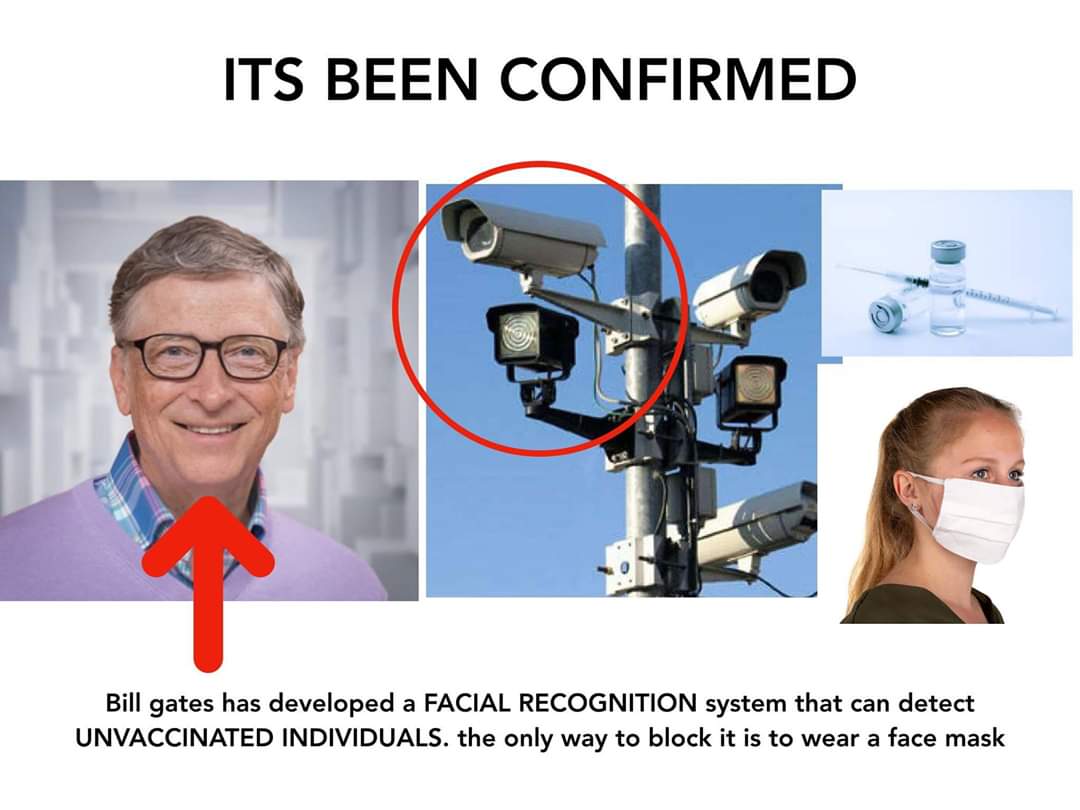 ITS BEEN CONFIRMED
Bill gates has developed a FACIAL RECOGNITION system that can detect
UNVACCINATED INDIVIDUALS. the only way to block it is to wear a face mask